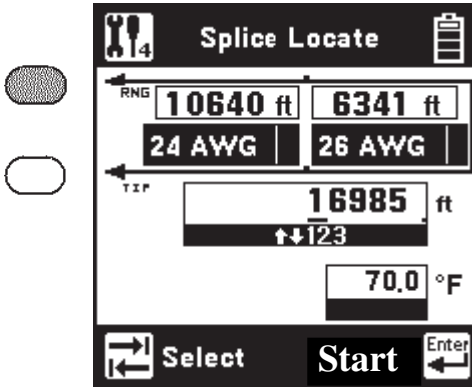 4 Splice Locate
RNG 10640 ft 6341 ft
24 AWG 26 AWG
TIP
16985 ft
123
70.0 °F
Select Start Enter